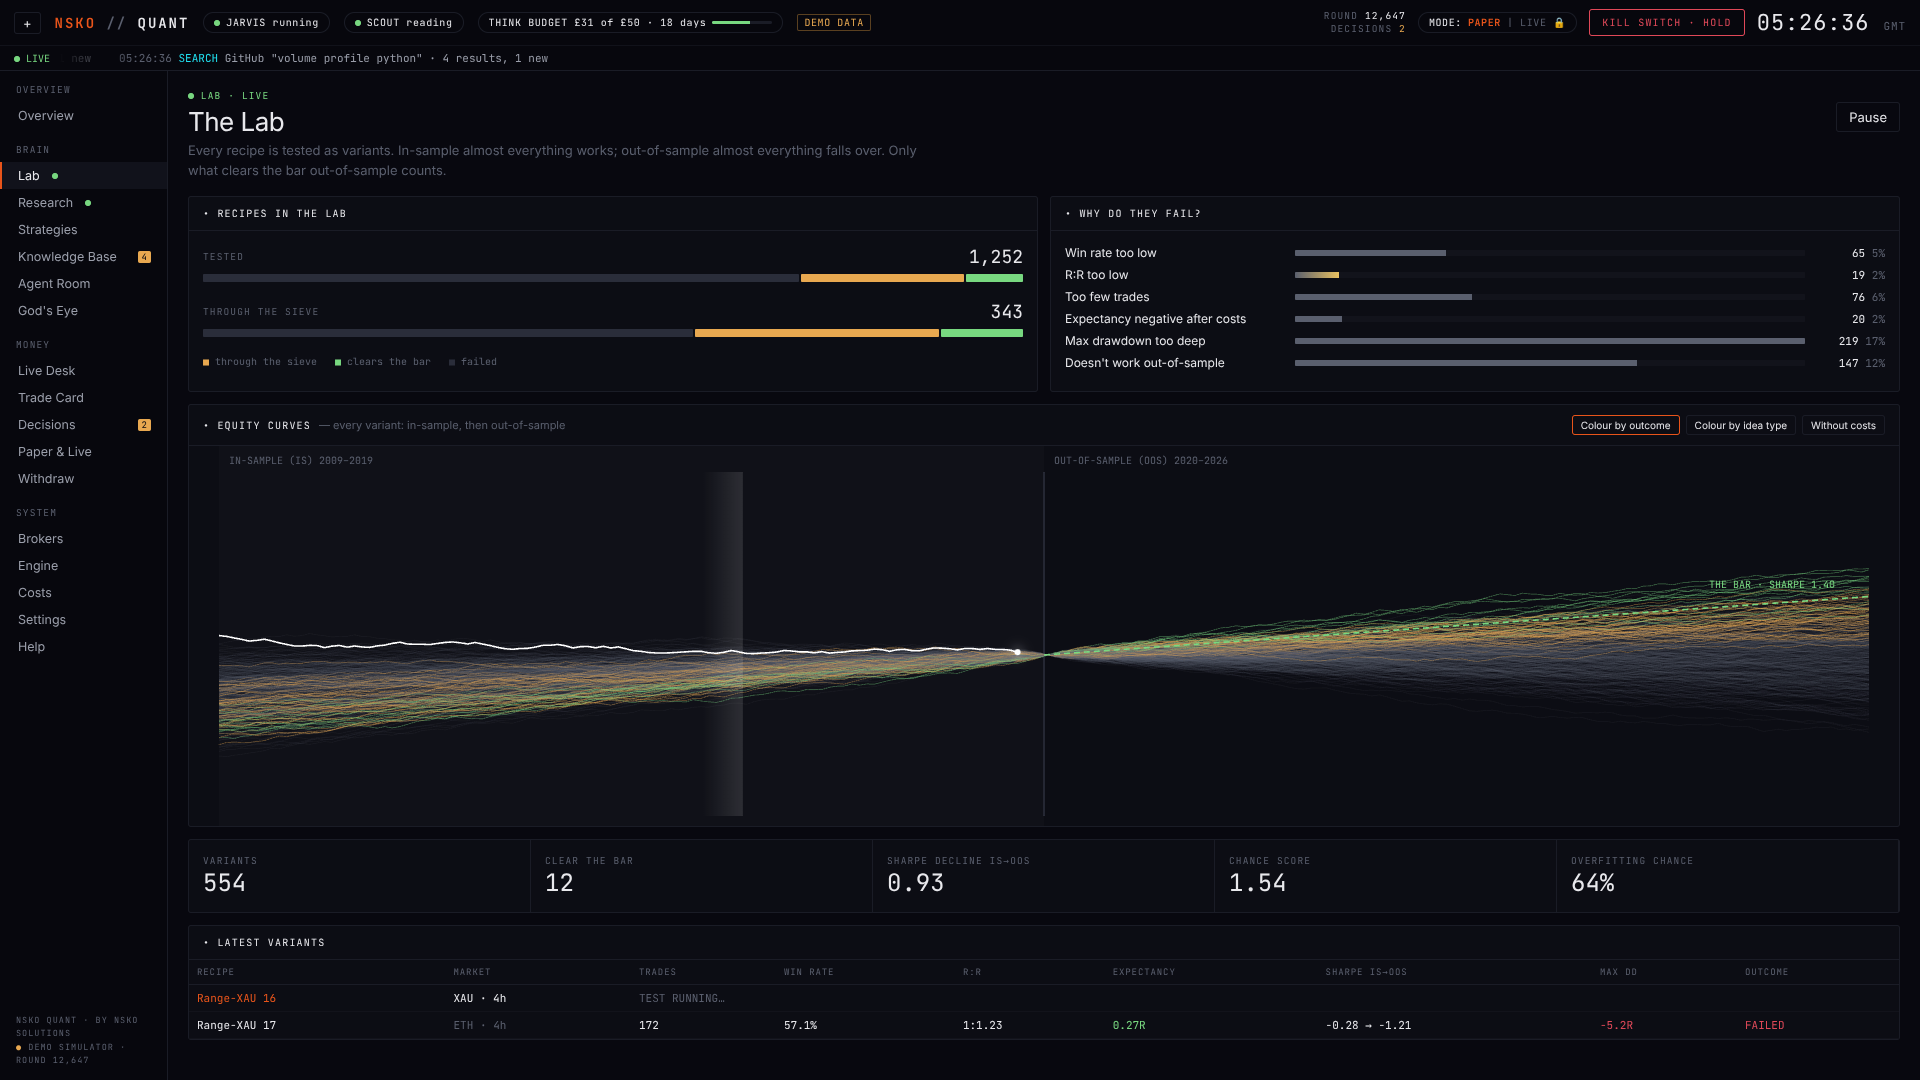 + NSKO // QUANT JARVIS running SCOUT reading THINK BUDGET £31 of £50 · 18 days DEMO DATA
ROUND 12,647
DECISIONS 2
MODE: PAPER | LIVE KILL SWITCH · HOLD 05:26:36 GMT
LIVE new 05:26:36 SEARCH GitHub "volume profile python" · 4 results, 1 new
OVERVIEW
Overview
BRAIN
Lab
Research
Strategies
Knowledge Base 4
Agent Room
God's Eye
MONEY
Live Desk
Trade Card
Decisions 2
Paper & Live
Withdraw
SYSTEM
Brokers
Engine
Costs
Settings
Help
NSKO QUANT · BY NSKO
SOLUTIONS
DEMO SIMULATOR ·
ROUND 12,647
LAB · LIVE
The Lab
Pause
Every recipe is tested as variants. In-sample almost everything works; out-of-sample almost everything falls over. Only
what clears the bar out-of-sample counts.
· RECIPES IN THE LAB
TESTED 1,252
THROUGH THE SIEVE 343
through the sieve clears the bar failed
· WHY DO THEY FAIL?
Win rate too low 65 5%
R:R too low 19 2%
Too few trades 76 6%
Expectancy negative after costs 20 2%
Max drawdown too deep 219 17%
Doesn't work out-of-sample 147 12%
· EQUITY CURVES — every variant: in-sample, then out-of-sample
Colour by outcome Colour by idea type Without costs
IN-SAMPLE (IS) 2009–2019 OUT-OF-SAMPLE (OOS) 2020–2026
THE BAR · SHARPE 1.40
VARIANTS CLEAR THE BAR SHARPE DECLINE IS→OOS CHANCE SCORE OVERFITTING CHANCE
554 12 0.93 1.54 64%
· LATEST VARIANTS
RECIPE MARKET TRADES WIN RATE R:R EXPECTANCY SHARPE IS→OOS MAX DD OUTCOME
Range-XAU 16 XAU · 4h TEST RUNNING…
Range-XAU 17 ETH · 4h 172 57.1% 1:1.23 0.27R -0.28 → -1.21 -5.2R FAILED